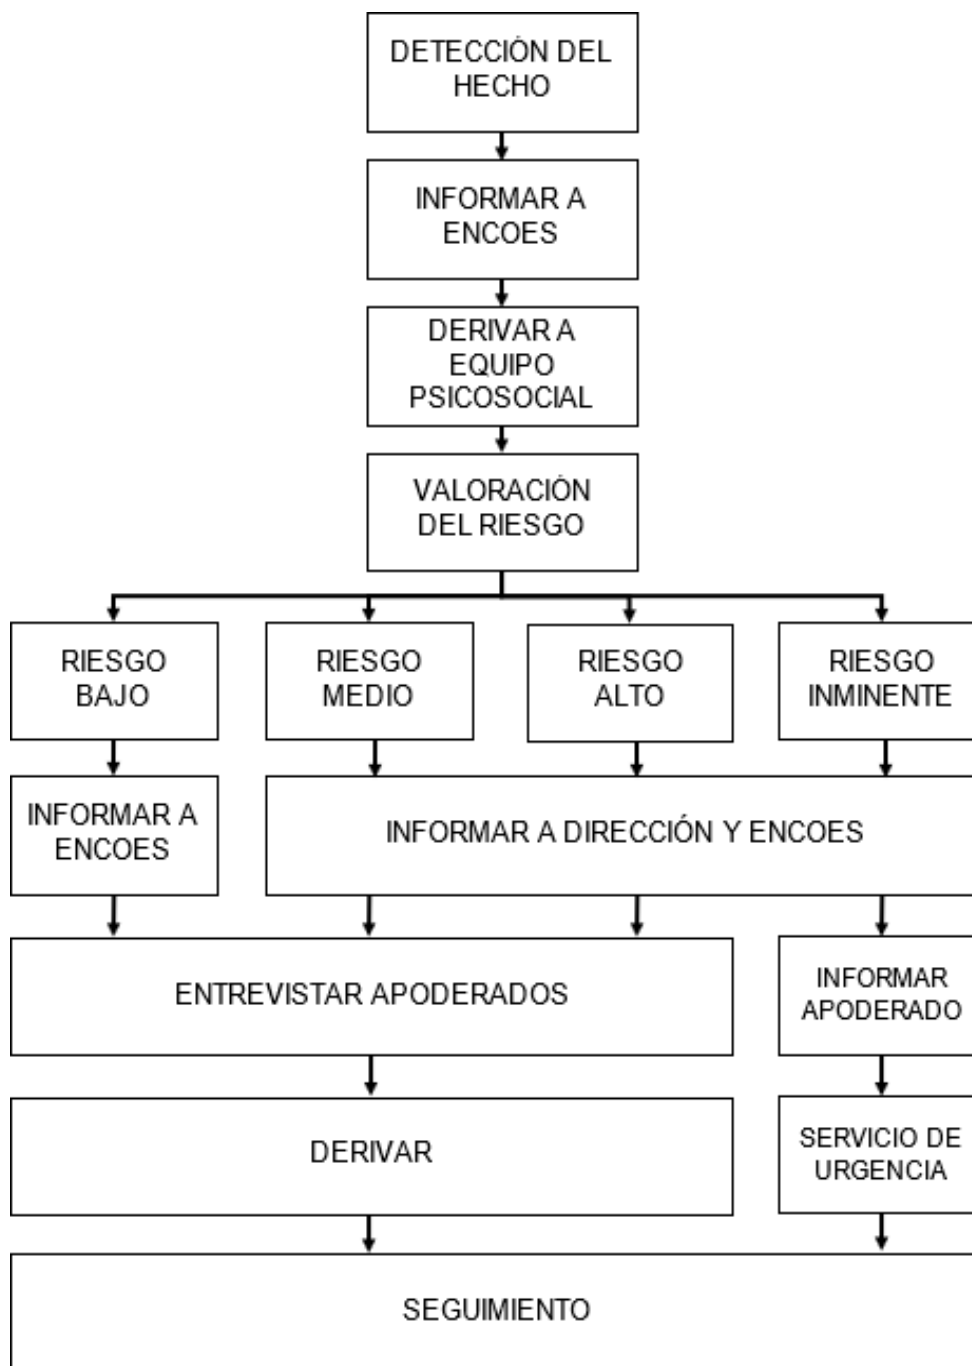 DETECCIÓN DEL
HECHO
INFORMAR A
ENCOES
DERIVAR A
EQUIPO
PSICOSOCIAL
VALORACIÓN
DEL RIESGO
RIESGO
BAJO
RIESGO
MEDIO
RIESGO
ALTO
RIESGO
INMINENTE
INFORMAR A
ENCOES
INFORMAR A DIRECCIÓN Y ENCOES
ENTREVISTAR APODERADOS
INFORMAR
APODERADO
DERIVAR
SERVICIO DE
URGENCIA
SEGUIMIENTO